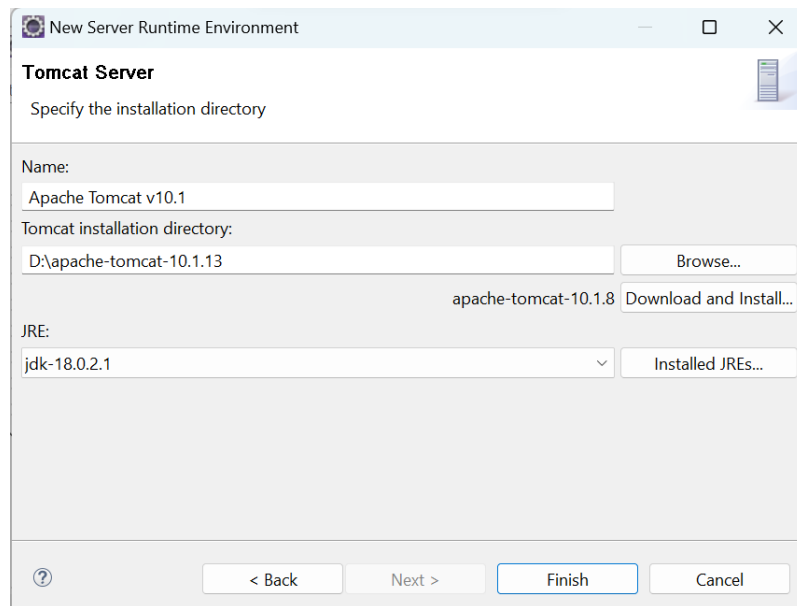 New Server Runtime Environment
Tomcat Server
Specify the installation directory
Name:
Apache Tomcat v10.1
Tomcat installation directory:
D:\apache-tomcat-10.1.13
Browse...
apache-tomcat-10.1.8 Download and Install...
JRE:
jdk-18.0.2.1
Installed JREs...
? < Back Next > Finish Cancel